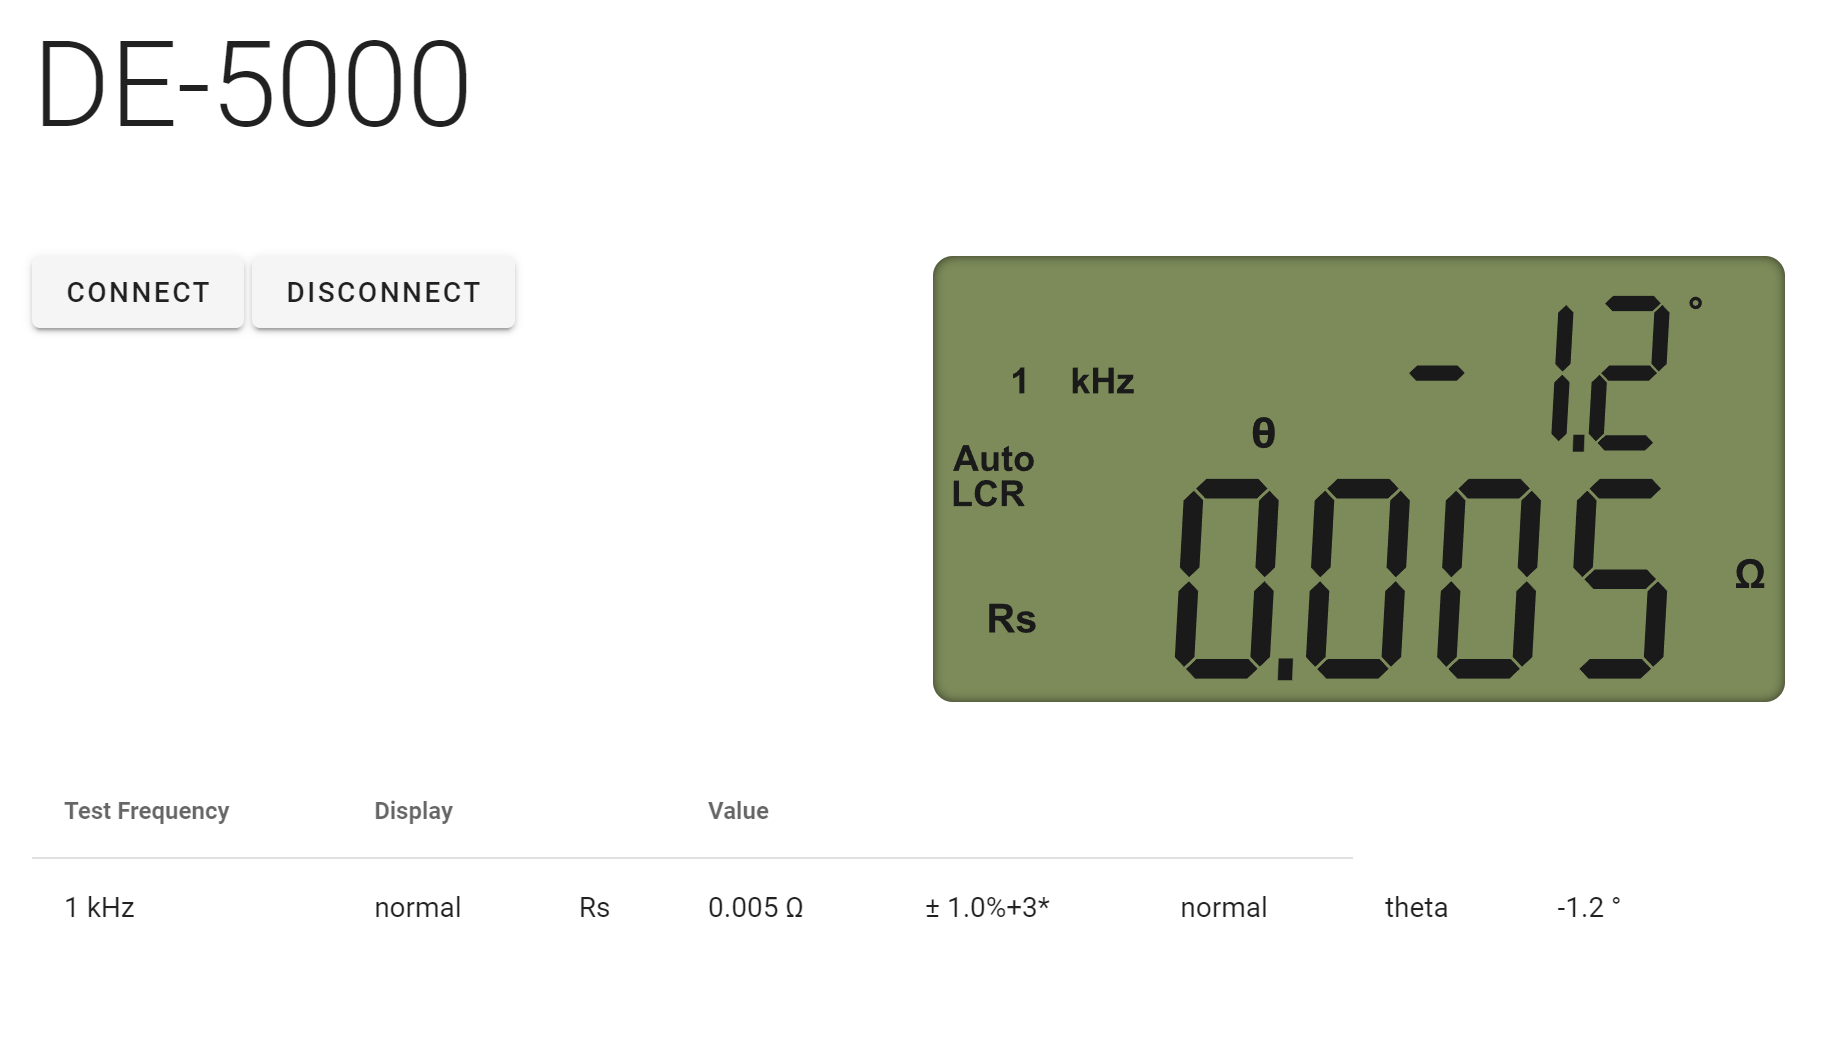 DE-5000
CONNECT DISCONNECT
-1.2 °
1 kHz
θ
Auto
LCR
0.005 Ω
Rs
Test Frequency Display Value
1 kHz normal Rs 0.005 Ω ± 1.0%+3* normal theta -1.2 °